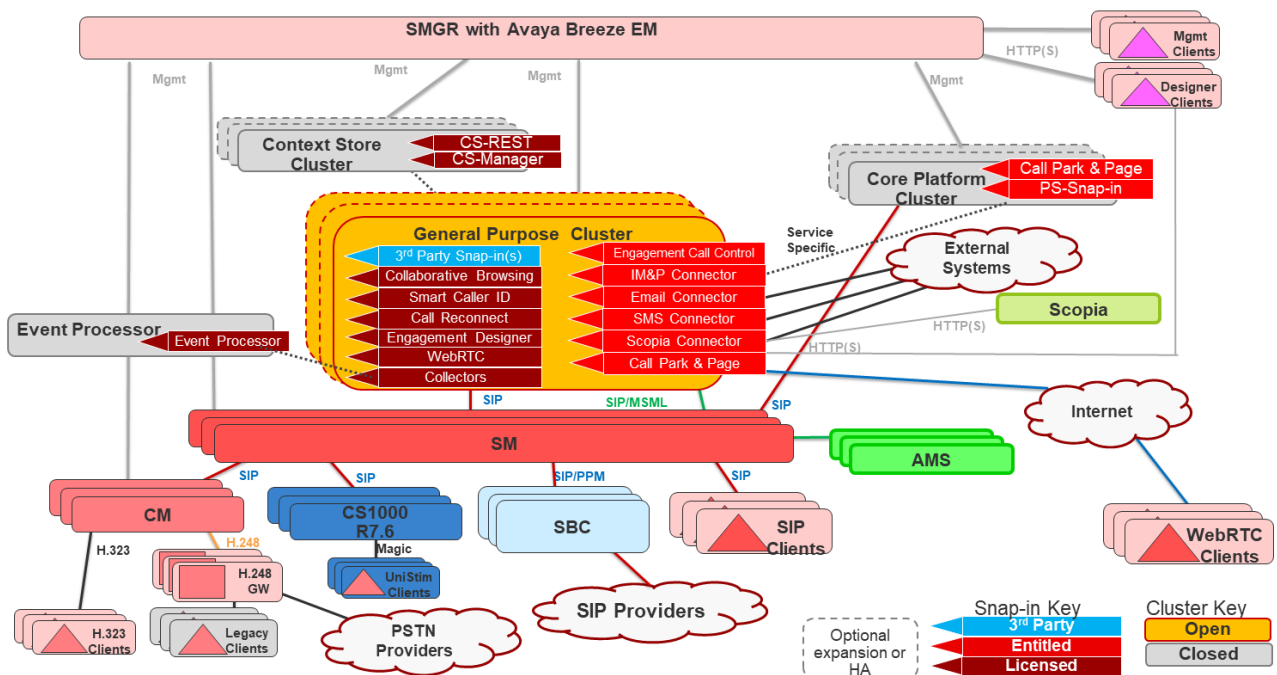 SMGR with Avaya Breeze EM
Mgmt
Clients
HTTP(S)
Designer
Clients
Mgmt
Mgmt
Mgmt
Mgmt
Context Store
Cluster
CS-REST
CS-Manager
Core Platform
Cluster
Call Park & Page
PS-Snap-in
General Purpose Cluster
3rd Party Snap-in(s)
Collaborative Browsing
Smart Caller ID
Call Reconnect
Engagement Designer
WebRTC
Collectors
Engagement Call Control
IM&P Connector
Email Connector
SMS Connector
Scopia Connector
Call Park & Page
Service
Specific
External
Systems
Scopia
HTTP(S)
HTTP(S)
Event Processor
Event Processor
SIP
SIP/MSML
SIP
Internet
SM
AMS
SIP
SIP
SIP/PPM
SIP
CM
CS1000
R7.6
SBC
SIP
Clients
WebRTC
Clients
H.323
H.248
Magic
H.248
GW
UniStim
Clients
H.323
Clients
Legacy
Clients
PSTN
Providers
SIP Providers
Optional
expansion or
HA
Snap-in Key
3rd Party
Entitled
Licensed
Cluster Key
Open
Closed